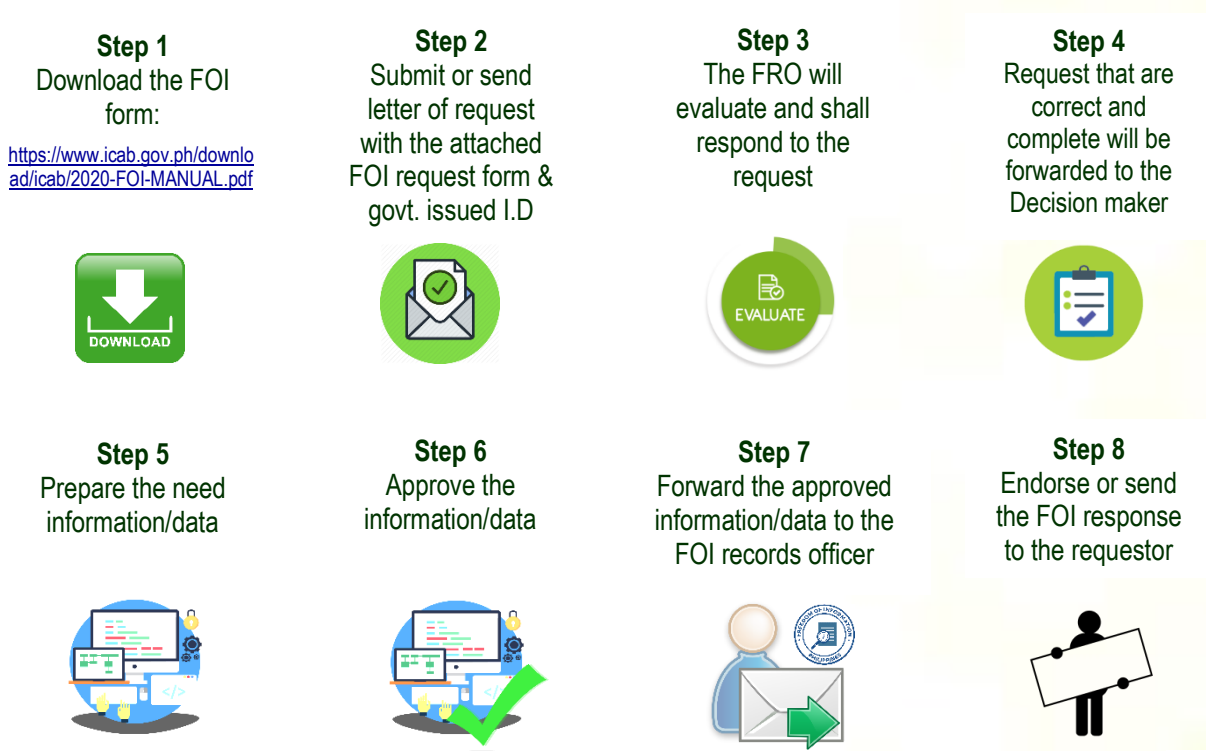 Step 1
Download the FOI
form:
https://www.icab.gov.ph/downlo
ad/icab/2020-FOI-MANUAL.pdf
DOWNLOAD
Step 2
Submit or send
letter of request
with the attached
FOI request form &
govt. issued I.D
Step 3
The FRO will
evaluate and shall
respond to the
request
EVALUATE
Step 4
Request that are
correct and
complete will be
forwarded to the
Decision maker
Step 5
Prepare the need
information/data
</>
Step 6
Approve the
information/data
</>
Step 7
Forward the approved
information/data to the
FOI records officer
FREEDOM OF INFORMATION
PHILIPPINES
Step 8
Endorse or send
the FOI response
to the requestor